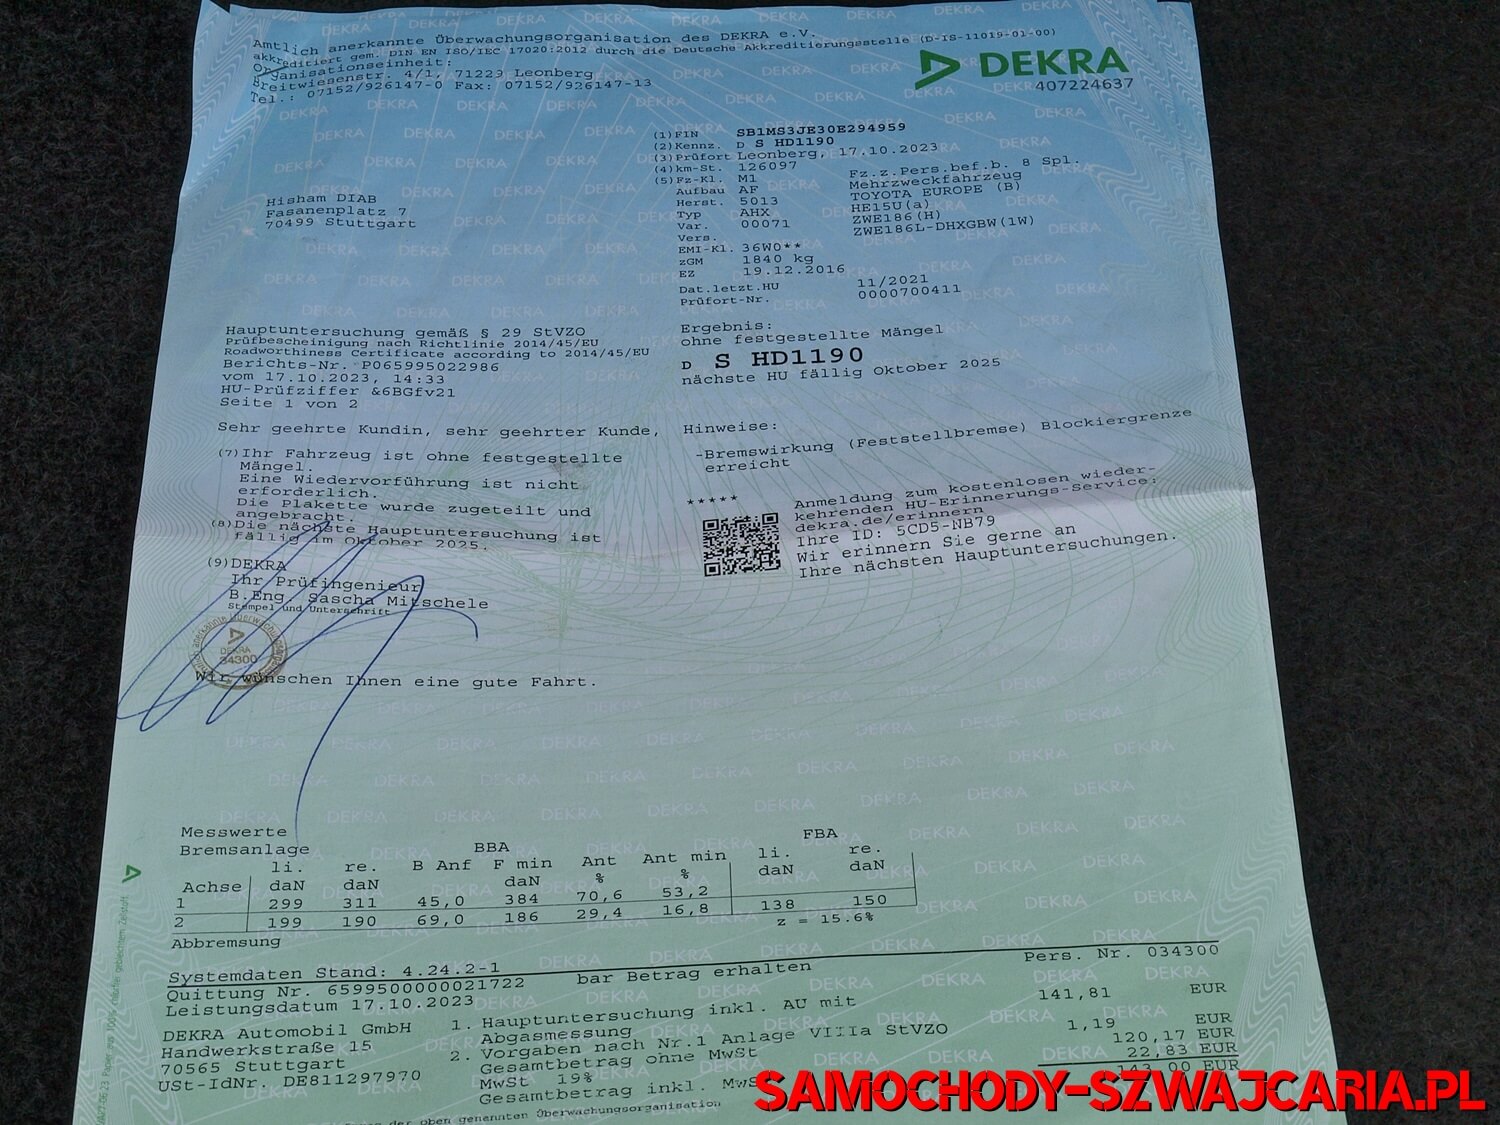 Amtlich anerkannte Überwachungsorganisation des DEKRA e.V.
akkreditiert gem. DIN EN ISO/IEC 17020:2012 durch die Deutsche Akkreditierungsstelle (D-IS-11019-01-00)
Organisationseinheit:
Breitwiesenstr. 4/1, 71229 Leonberg
Tel.: 07152/926147-0 Fax: 07152/926147-13
DEKRA
407224637
(1) FIN SB1MS3JE30E294959
(2) Kennz. D S HD1190
(3) Prüfort Leonberg, 17.10.2023
(4) km-St. 126097
(5) Fz-Kl. M1 Fz.z.Pers.bef.b. 8 Spl.
Aufbau AF Mehrzweckfahrzeug
Herst. 5013 TOYOTA EUROPE (B)
Typ AHX HE15U(a)
Var. 00071 ZWE186(H)
Vers. ZWE186L-DHXGBW(1W)
EMI-Kl. 36W0**
zGM 1840 kg
EZ 19.12.2016
Dat.letzt.HU 11/2021
Prüfort-Nr. 0000700411
Hisham DIAB
Fasanenplatz 7
70499 Stuttgart
Hauptuntersuchung gemäß § 29 StVZO
Prüfbescheinigung nach Richtlinie 2014/45/EU
Roadworthiness Certificate according to 2014/45/EU
Berichts-Nr. P065995022986
vom 17.10.2023, 14:33
HU-Prüfziffer &6BGfv21
Seite 1 von 2
Ergebnis:
ohne festgestellte Mängel
D S HD1190
nächste HU fällig Oktober 2025
Sehr geehrte Kundin, sehr geehrter Kunde,
(7) Ihr Fahrzeug ist ohne festgestellte
Mängel.
Eine Wiedervorführung ist nicht
erforderlich.
Die Plakette wurde zugeteilt und
angebracht.
(8) Die nächste Hauptuntersuchung ist
fällig im Oktober 2025.
(9) DEKRA
Ihr Prüfingenieur
B.Eng. Sascha Mitschele
Stempel und Unterschrift
DEKRA
34300
Wir wünschen Ihnen eine gute Fahrt.
Hinweise:
-Bremswirkung (Feststellbremse) Blockiergrenze
erreicht
*****
Anmeldung zum kostenlosen wieder-
kehrenden HU-Erinnerungs-Service:
dekra.de/erinnern
Ihre ID: 5CD5-NB79
Wir erinnern Sie gerne an
Ihre nächsten Hauptuntersuchungen.
Messwerte
Bremsanlage BBA FBA
li. re. B Anf F min Ant Ant min li. re.
Achse daN daN daN % % daN daN
1 299 311 45,0 384 70,6 53,2
2 199 190 69,0 186 29,4 16,8 138 150
Abbremsung z = 15.6%
Systemdaten Stand: 4.24.2-1 Pers. Nr. 034300
Quittung Nr. 6599500000021722 bar Betrag erhalten
Leistungsdatum 17.10.2023
DEKRA Automobil GmbH
Handwerkstraße 15
70565 Stuttgart
USt-IdNr. DE811297970
1. Hauptuntersuchung inkl. AU mit 141,81 EUR
Abgasmessung
2. Vorgaben nach Nr.1 Anlage VIIIa StVZO 1,19 EUR
Gesamtbetrag ohne MwSt 120,17 EUR
MwSt 19% 22,83 EUR
Gesamtbetrag inkl. MwSt 143,00 EUR
der oben genannten Überwachungsorganisation
SAMOCHODY-SZWAJCARIA.PL